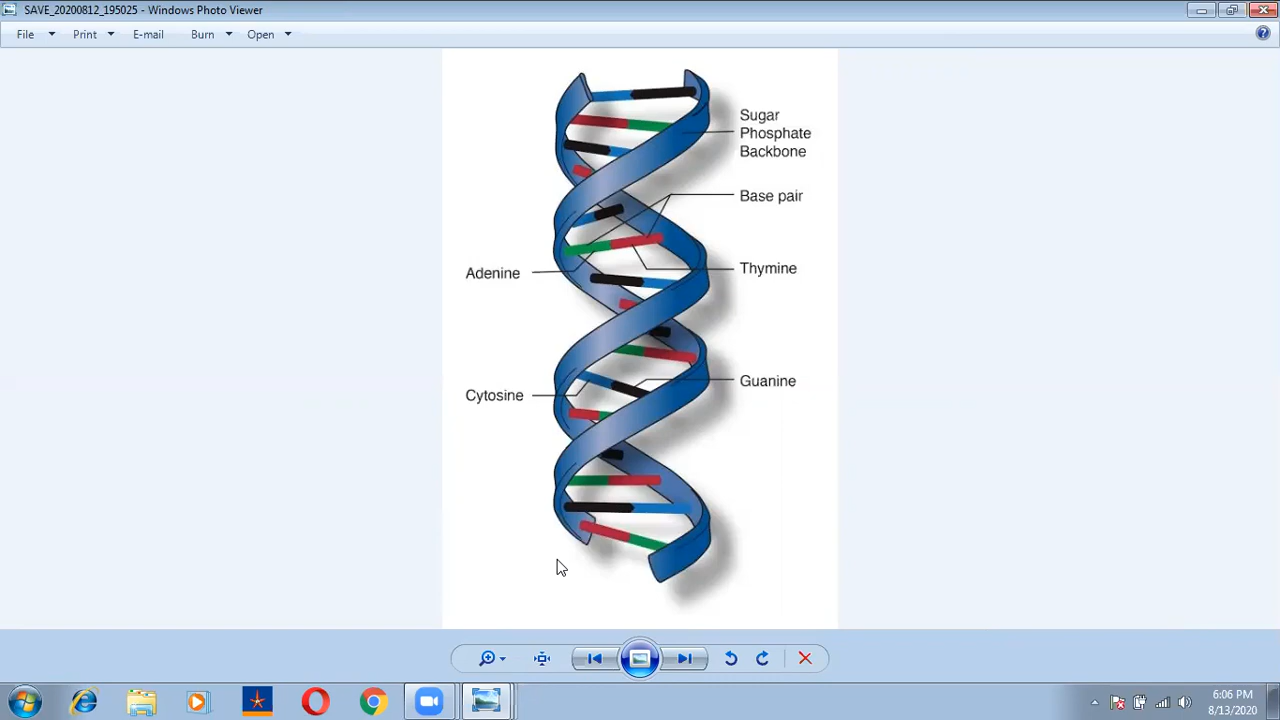 SAVE_20200812_195025 - Windows Photo Viewer
File Print E-mail Burn Open
Sugar
Phosphate
Backbone
Base pair
Adenine
Thymine
Cytosine
Guanine
6:06 PM
8/13/2020